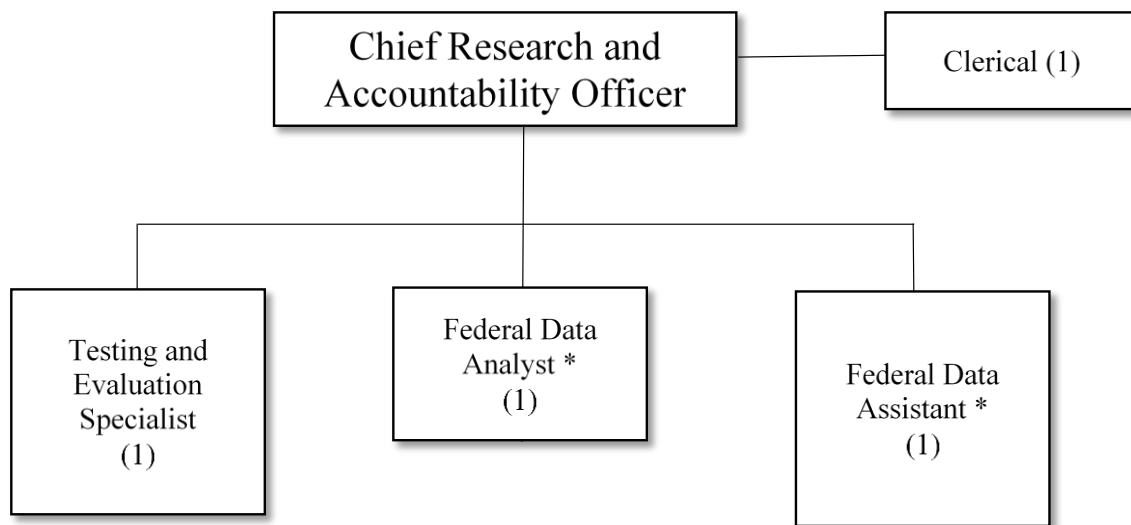 Chief Research and
Accountability Officer
Clerical (1)
Testing and
Evaluation
Specialist
(1)
Federal Data
Analyst *
(1)
Federal Data
Assistant *
(1)